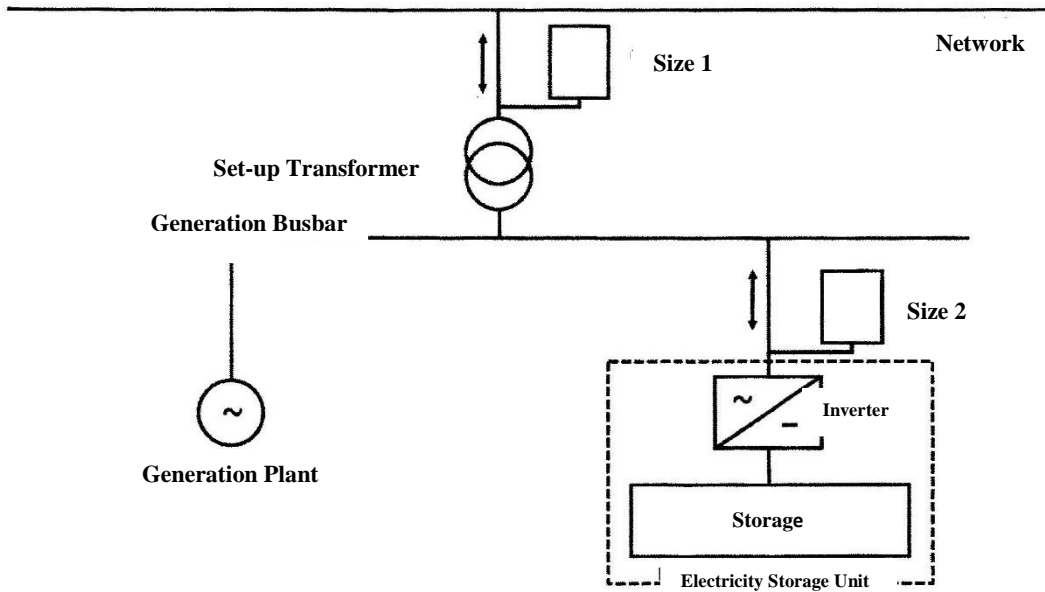 Network
Size 1
Set-up Transformer
Generation Busbar
Size 2
~
~
Inverter
–
Generation Plant
Storage
Electricity Storage Unit